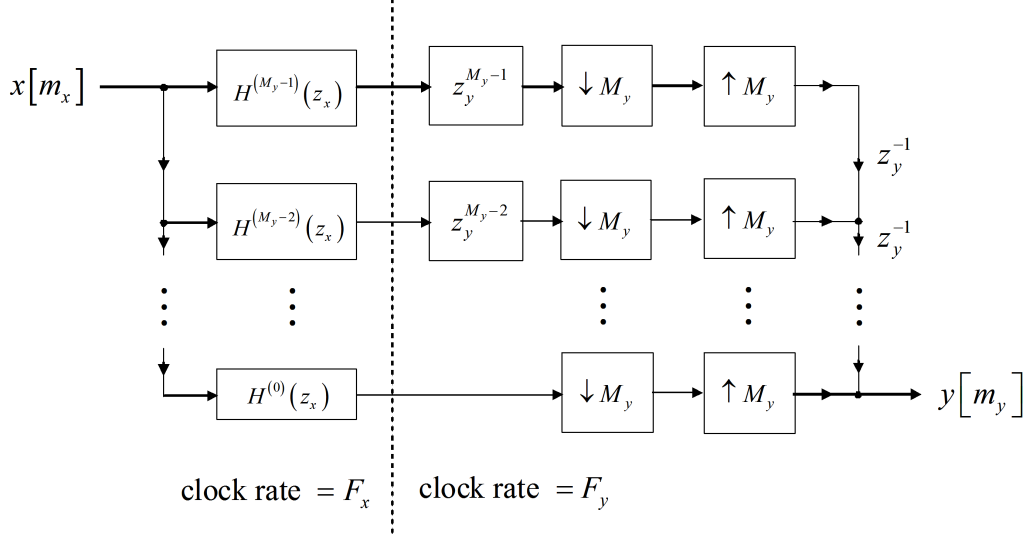 x[m_x] H^{(M_y-1)}(z_x) z_y^{M_y-1} ↓ M_y ↑ M_y
z_y^{-1}
H^{(M_y-2)}(z_x) z_y^{M_y-2} ↓ M_y ↑ M_y
z_y^{-1}
H^{(0)}(z_x) ↓ M_y ↑ M_y y[m_y]
clock rate = F_x clock rate = F_y